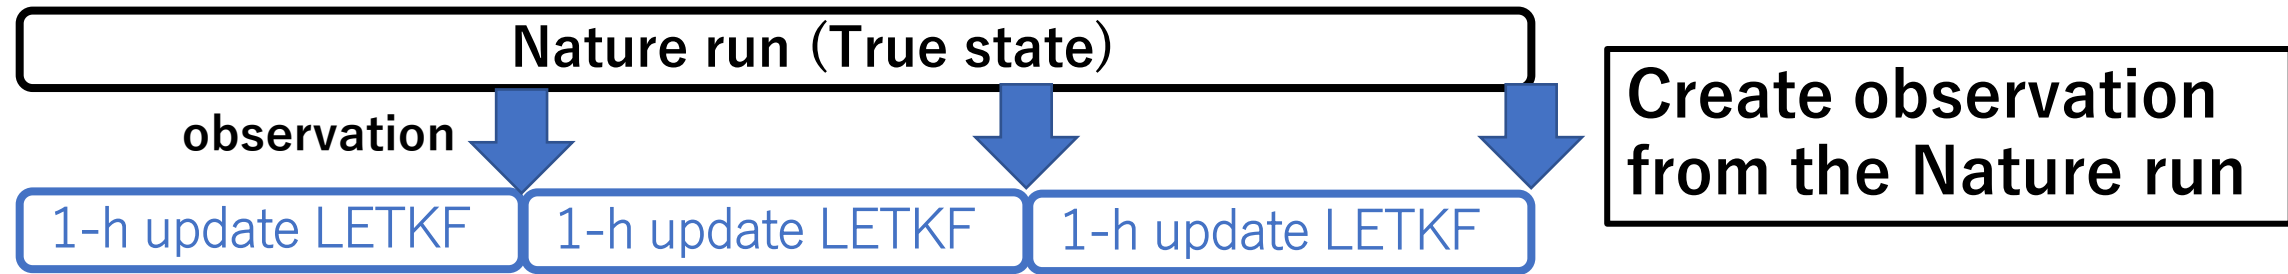 Nature run (True state)
observation
1-h update LETKF
1-h update LETKF
1-h update LETKF
Create observation
from the Nature run